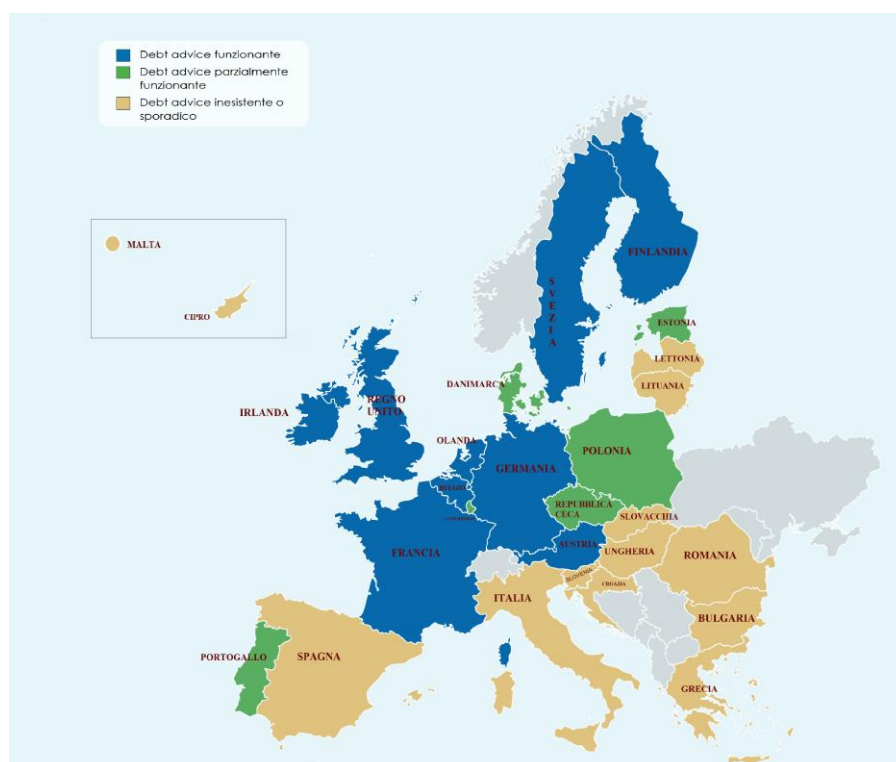 Debt advice funzionante
Debt advice parzialmente
funzionante
Debt advice inesistente o
sporadico
MALTA
CIPRO
FINLANDIA
SVEZIA
ESTONIA
LETTONIA
LITUANIA
DANIMARCA
IRLANDA
REGNO
UNITO
OLANDA
GERMANIA
POLONIA
BELGIO
REPUBBLICA
CECA
SLOVACCHIA
FRANCIA
AUSTRIA
UNGHERIA
ROMANIA
SLOVENIA
CROAZIA
ITALIA
BULGARIA
PORTOGALLO
SPAGNA
GRECIA